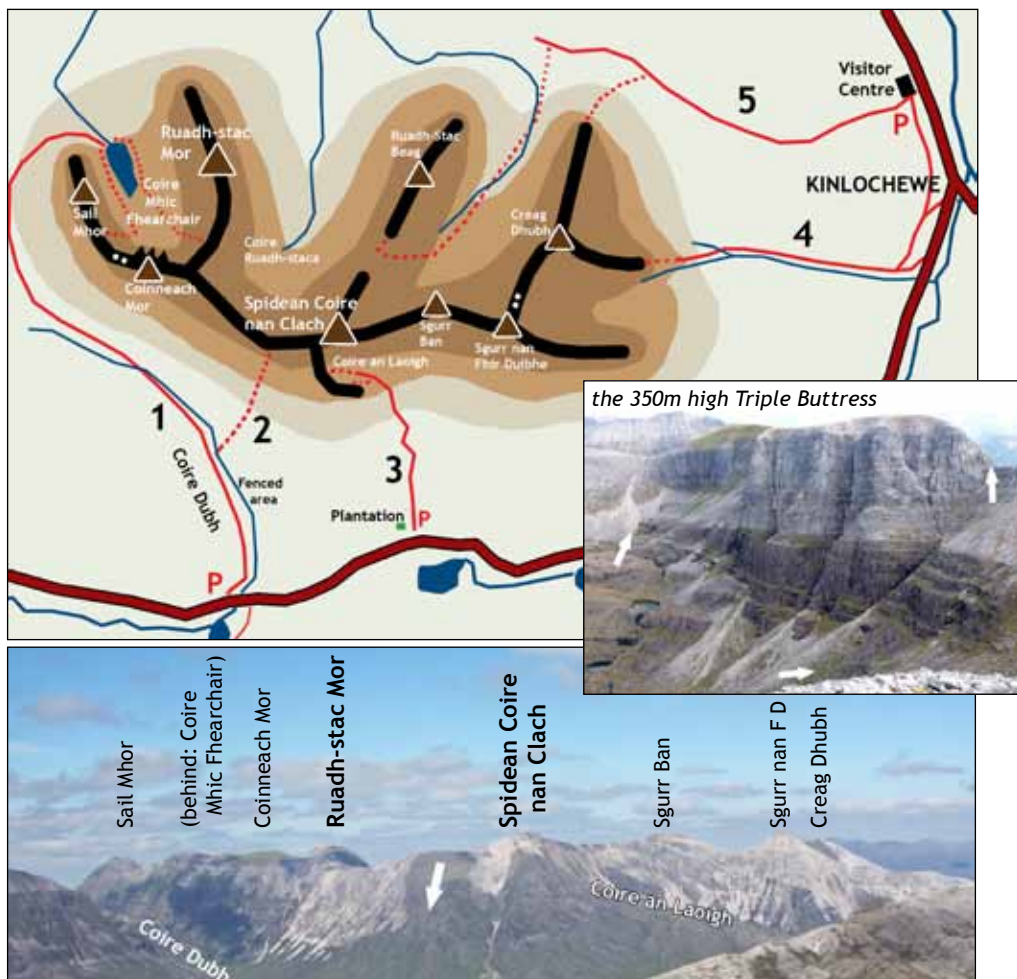 Ruadh-stac
Mor
Sail
Mhor
Coire
Mhic
Fhearchair
Coinneach
Mor
Coire
Ruadh-staca
Ruadh-Stac
Beag
Creag
Dhubh
Spidean Coire
nan Clach
Sgurr
Ban
Sgurr nan
Fhir Duibhe
Coire an Laoigh
5
Visitor
Centre
P
KINLOCHEWE
4
1
2
3
Coire Dubh
Fenced
area
Plantation
P
P
the 350m high Triple Buttress
Sail Mhor
(behind: Coire
Mhic Fhearchair)
Coinneach Mor
Ruadh-stac Mor
Spidean Coire
nan Clach
Sgurr Ban
Sgurr nan F D
Creag Dhubh
Coire Dubh
Coire an Laoigh